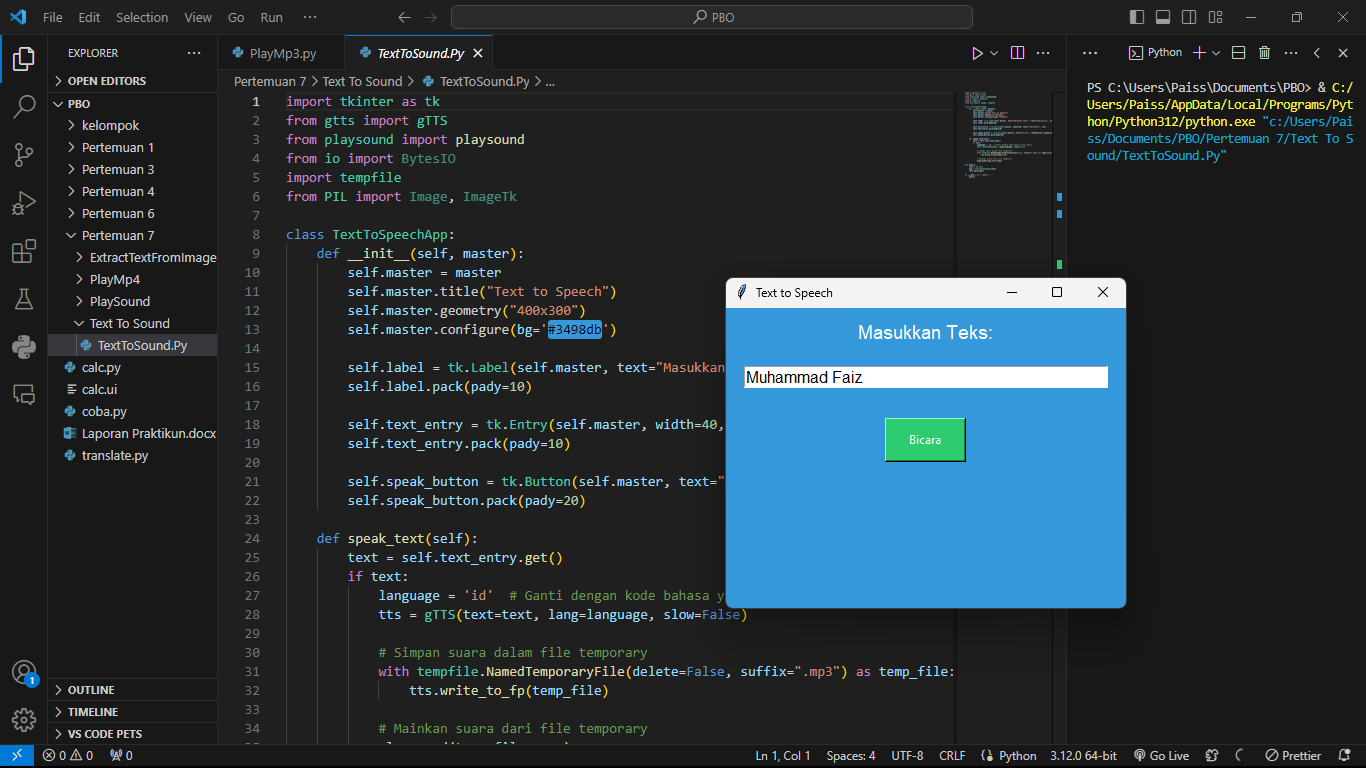 File Edit Selection View Go Run ··· PBO
EXPLORER ···
OPEN EDITORS
PBO
kelompok
Pertemuan 1
Pertemuan 3
Pertemuan 4
Pertemuan 6
Pertemuan 7
ExtractTextFromImage
PlayMp4
PlaySound
Text To Sound
TextToSound.Py
calc.py
calc.ui
coba.py
Laporan Praktikun.docx
translate.py
OUTLINE
TIMELINE
VS CODE PETS
PlayMp3.py TextToSound.Py
Pertemuan 7 > Text To Sound > TextToSound.Py > ...
1 import tkinter as tk
2 from gtts import gTTS
3 from playsound import playsound
4 from io import BytesIO
5 import tempfile
6 from PIL import Image, ImageTk
7
8 class TextToSpeechApp:
9 def __init__(self, master):
10 self.master = master
11 self.master.title("Text to Speech")
12 self.master.geometry("400x300")
13 self.master.configure(bg='#3498db')
14
15 self.label = tk.Label(self.master, text="Masukkan
16 self.label.pack(pady=10)
17
18 self.text_entry = tk.Entry(self.master, width=40,
19 self.text_entry.pack(pady=10)
20
21 self.speak_button = tk.Button(self.master, text="
22 self.speak_button.pack(pady=20)
23
24 def speak_text(self):
25 text = self.text_entry.get()
26 if text:
27 language = 'id' # Ganti dengan kode bahasa y
28 tts = gTTS(text=text, lang=language, slow=False)
29
30 # Simpan suara dalam file temporary
31 with tempfile.NamedTemporaryFile(delete=False, suffix=".mp3") as temp_file:
32 tts.write_to_fp(temp_file)
33
34 # Mainkan suara dari file temporary
Text to Speech
Masukkan Teks:
Muhammad Faiz
Bicara
Python
PS C:\Users\Paiss\Documents\PBO> & C:/
Users/Paiss/AppData/Local/Programs/Pyt
hon/Python312/python.exe "c:/Users/Pai
ss/Documents/PBO/Pertemuan 7/Text To S
ound/TextToSound.Py"
1
0 0 0 Ln 1, Col 1 Spaces: 4 UTF-8 CRLF Python 3.12.0 64-bit Go Live Prettier